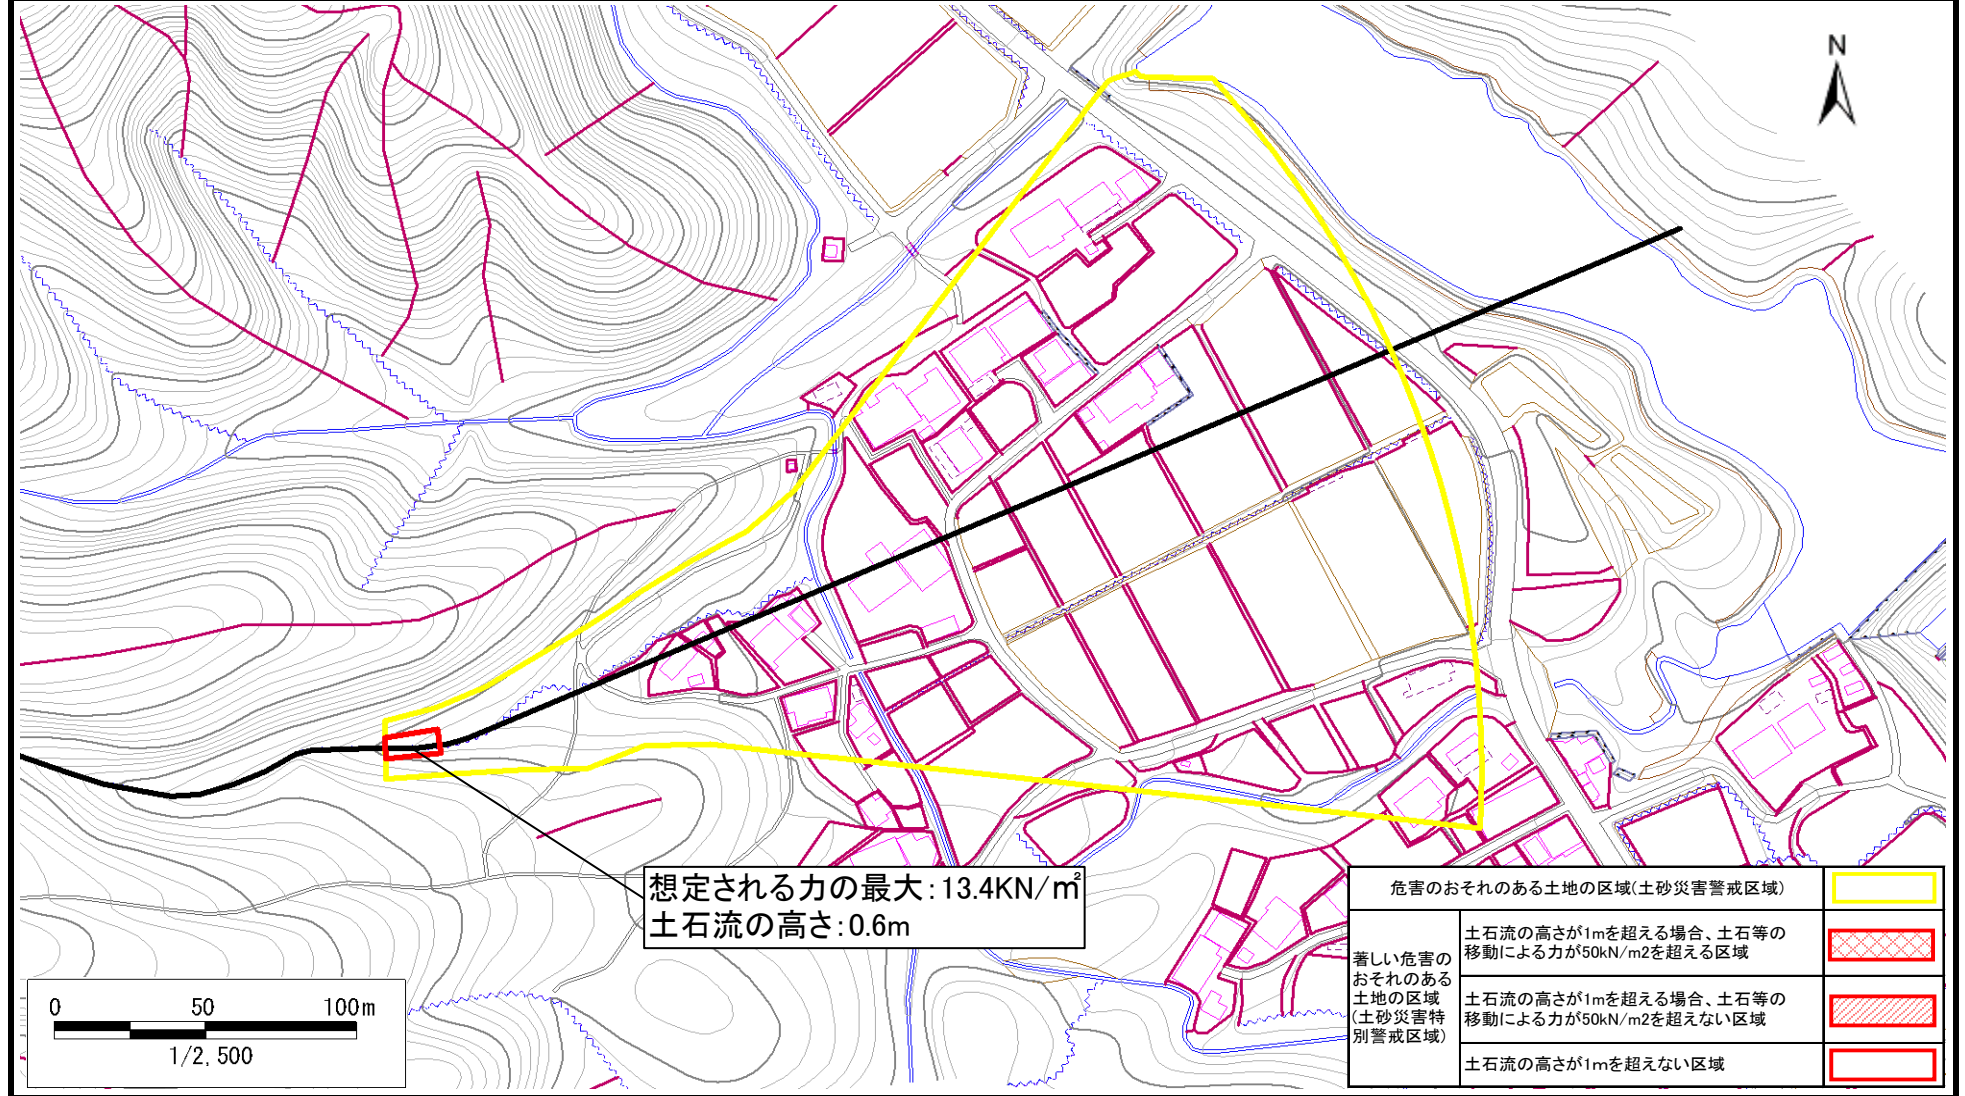 N
想定される力の最大:13.4KN/㎡
土石流の高さ:0.6m
0 50 100m
1/2,500
危害のおそれのある土地の区域(土砂災害警戒区域)
著しい危害の
おそれのある
土地の区域
(土砂災害特
別警戒区域)
土石流の高さが1mを超える場合、土石等の
移動による力が50kN/m2を超える区域
土石流の高さが1mを超える場合、土石等の
移動による力が50kN/m2を超えない区域
土石流の高さが1mを超えない区域